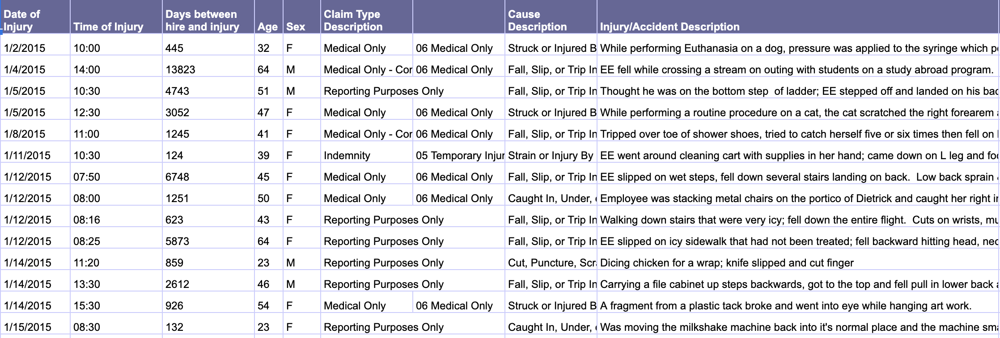 Date of Injury	Time of Injury	Days between hire and injury	Age	Sex	Claim Type Description		Cause Description	Injury/Accident Description
1/2/2015	10:00	445	32	F	Medical Only	06 Medical Only	Struck or Injured B	While performing Euthanasia on a dog, pressure was applied to the syringe which
1/4/2015	14:00	13823	64	M	Medical Only - Cor	06 Medical Only	Fall, Slip, or Trip In	EE fell while crossing a stream on outing with students on a study abroad program.
1/5/2015	10:30	4743	51	M	Reporting Purposes Only		Fall, Slip, or Trip In	Thought he was on the bottom step  of ladder; EE stepped off and landed on his bac
1/5/2015	12:30	3052	47	F	Medical Only	06 Medical Only	Struck or Injured B	While performing a routine procedure on a cat, the cat scratched the right forearem
1/8/2015	11:00	1245	41	F	Medical Only - Cor	06 Medical Only	Fall, Slip, or Trip In	Tripped over toe of shower shoes, tried to catch herself five or six times then fell on
1/11/2015	10:30	124	39	F	Indemnity	05 Temporary Injur	Strain or Injury By	EE went around cleaning cart with supplies in her hand; came down on L leg and foo
1/12/2015	07:50	6748	45	F	Medical Only	06 Medical Only	Fall, Slip, or Trip In	EE slipped on wet steps, fell down several stairs landing on back.  Low back sprain
1/12/2015	08:00	1251	50	F	Medical Only	06 Medical Only	Caught In, Under,	Employee was stacking metal chairs on the portico of Dietrick and caught her right
1/12/2015	08:16	623	43	F	Reporting Purposes Only		Fall, Slip, or Trip In	Walking down stairs that were very icy; fell down the entire flight.  Cuts on wrists, mu
1/12/2015	08:25	5873	64	F	Reporting Purposes Only		Fall, Slip, or Trip In	EE slipped on icy sidewalk that had not been treated; fell backward hitting head, nec
1/14/2015	11:20	859	23	M	Reporting Purposes Only		Cut, Puncture, Scr	Dicing chicken for a wrap; knife slipped and cut finger
1/14/2015	13:30	2612	46	M	Reporting Purposes Only		Fall, Slip, or Trip In	Carrying a file cabinet up steps backwards, got to the top and fell pull in lower back
1/14/2015	15:30	926	54	F	Medical Only	06 Medical Only	Struck or Injured B	A fragment from a plastic tack broke and went into eye while hanging art work.
1/15/2015	08:30	132	23	F	Reporting Purposes Only		Caught In, Under,	Was moving the milkshake machine back into it's normal place and the machine sma